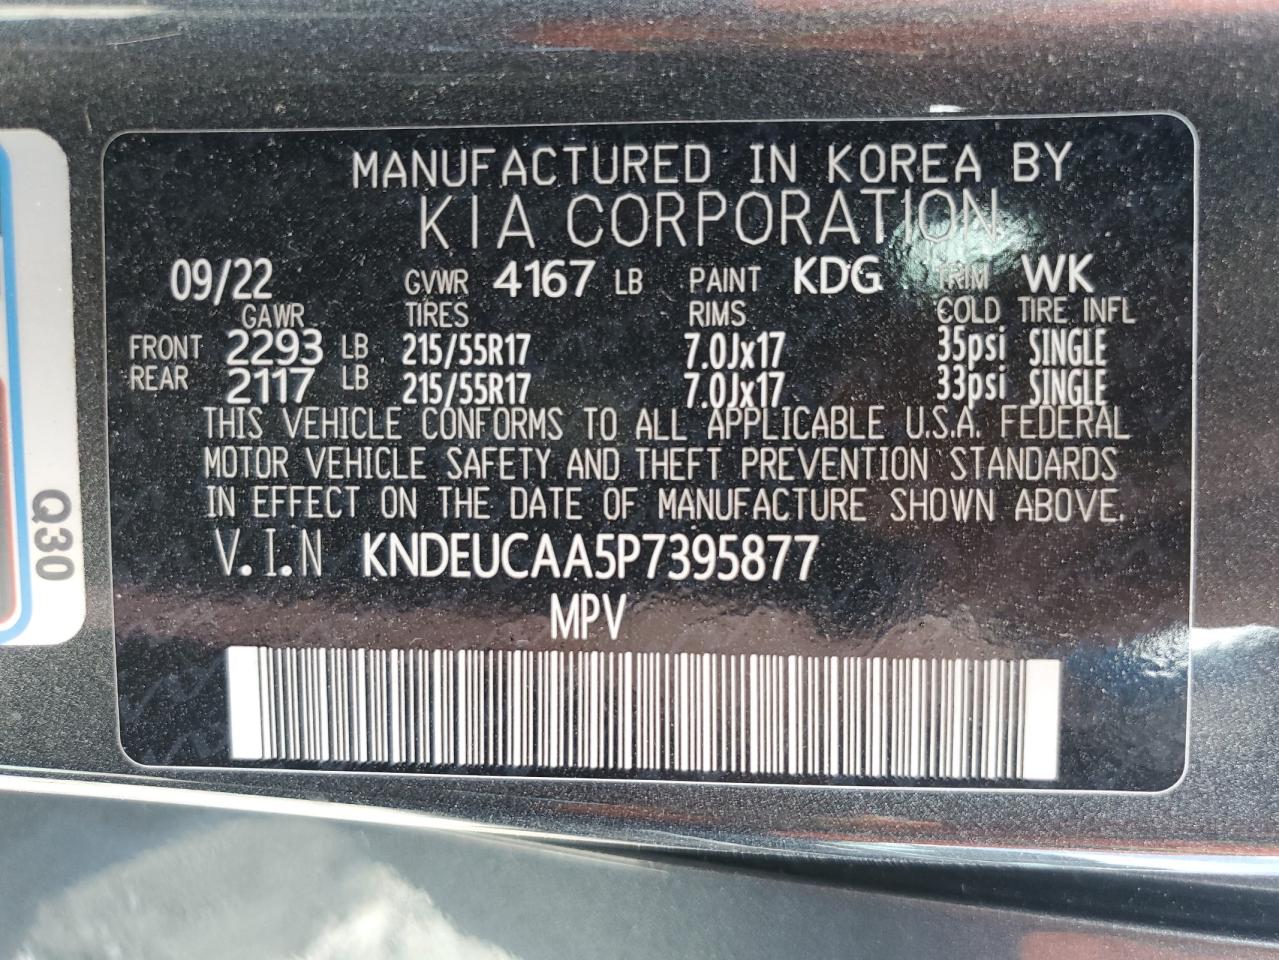 MANUFACTURED IN KOREA BY
KIA CORPORATION
09/22 GVWR 4167 LB PAINT KDG TRIM WK
GAWR TIRES RIMS COLD TIRE INFL
FRONT 2293 LB 215/55R17 7.0Jx17 35psi SINGLE
REAR 2117 LB 215/55R17 7.0Jx17 33psi SINGLE
THIS VEHICLE CONFORMS TO ALL APPLICABLE U.S.A. FEDERAL
MOTOR VEHICLE SAFETY AND THEFT PREVENTION STANDARDS
IN EFFECT ON THE DATE OF MANUFACTURE SHOWN ABOVE.
V.I.N KNDEUCAA5P7395877
MPV
Q30